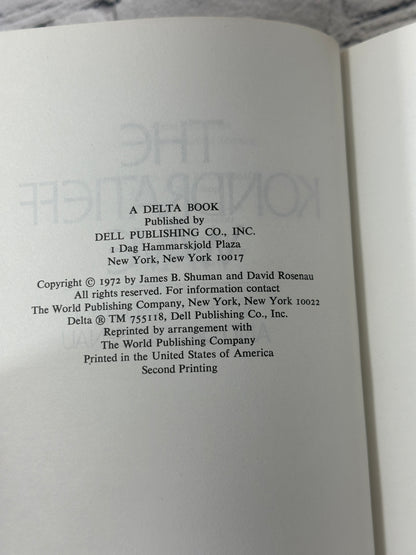 A DELTA BOOK
Published by
DELL PUBLISHING CO., INC.
1 Dag Hammarskjold Plaza
New York, New York 10017
Copyright © 1972 by James B. Shuman and David Rosenau
All rights reserved. For information contact
The World Publishing Company, New York, New York 10022
Delta ® TM 755118, Dell Publishing Co., Inc.
Reprinted by arrangement with
The World Publishing Company
Printed in the United States of America
Second Printing